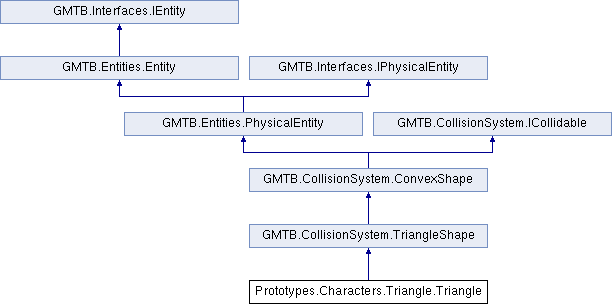 GMTB.Interfaces.IEntity
GMTB.Entities.Entity
GMTB.Interfaces.IPhysicalEntity
GMTB.Entities.PhysicalEntity
GMTB.CollisionSystem.ICollidable
GMTB.CollisionSystem.ConvexShape
GMTB.CollisionSystem.TriangleShape
Prototypes.Characters.Triangle.Triangle